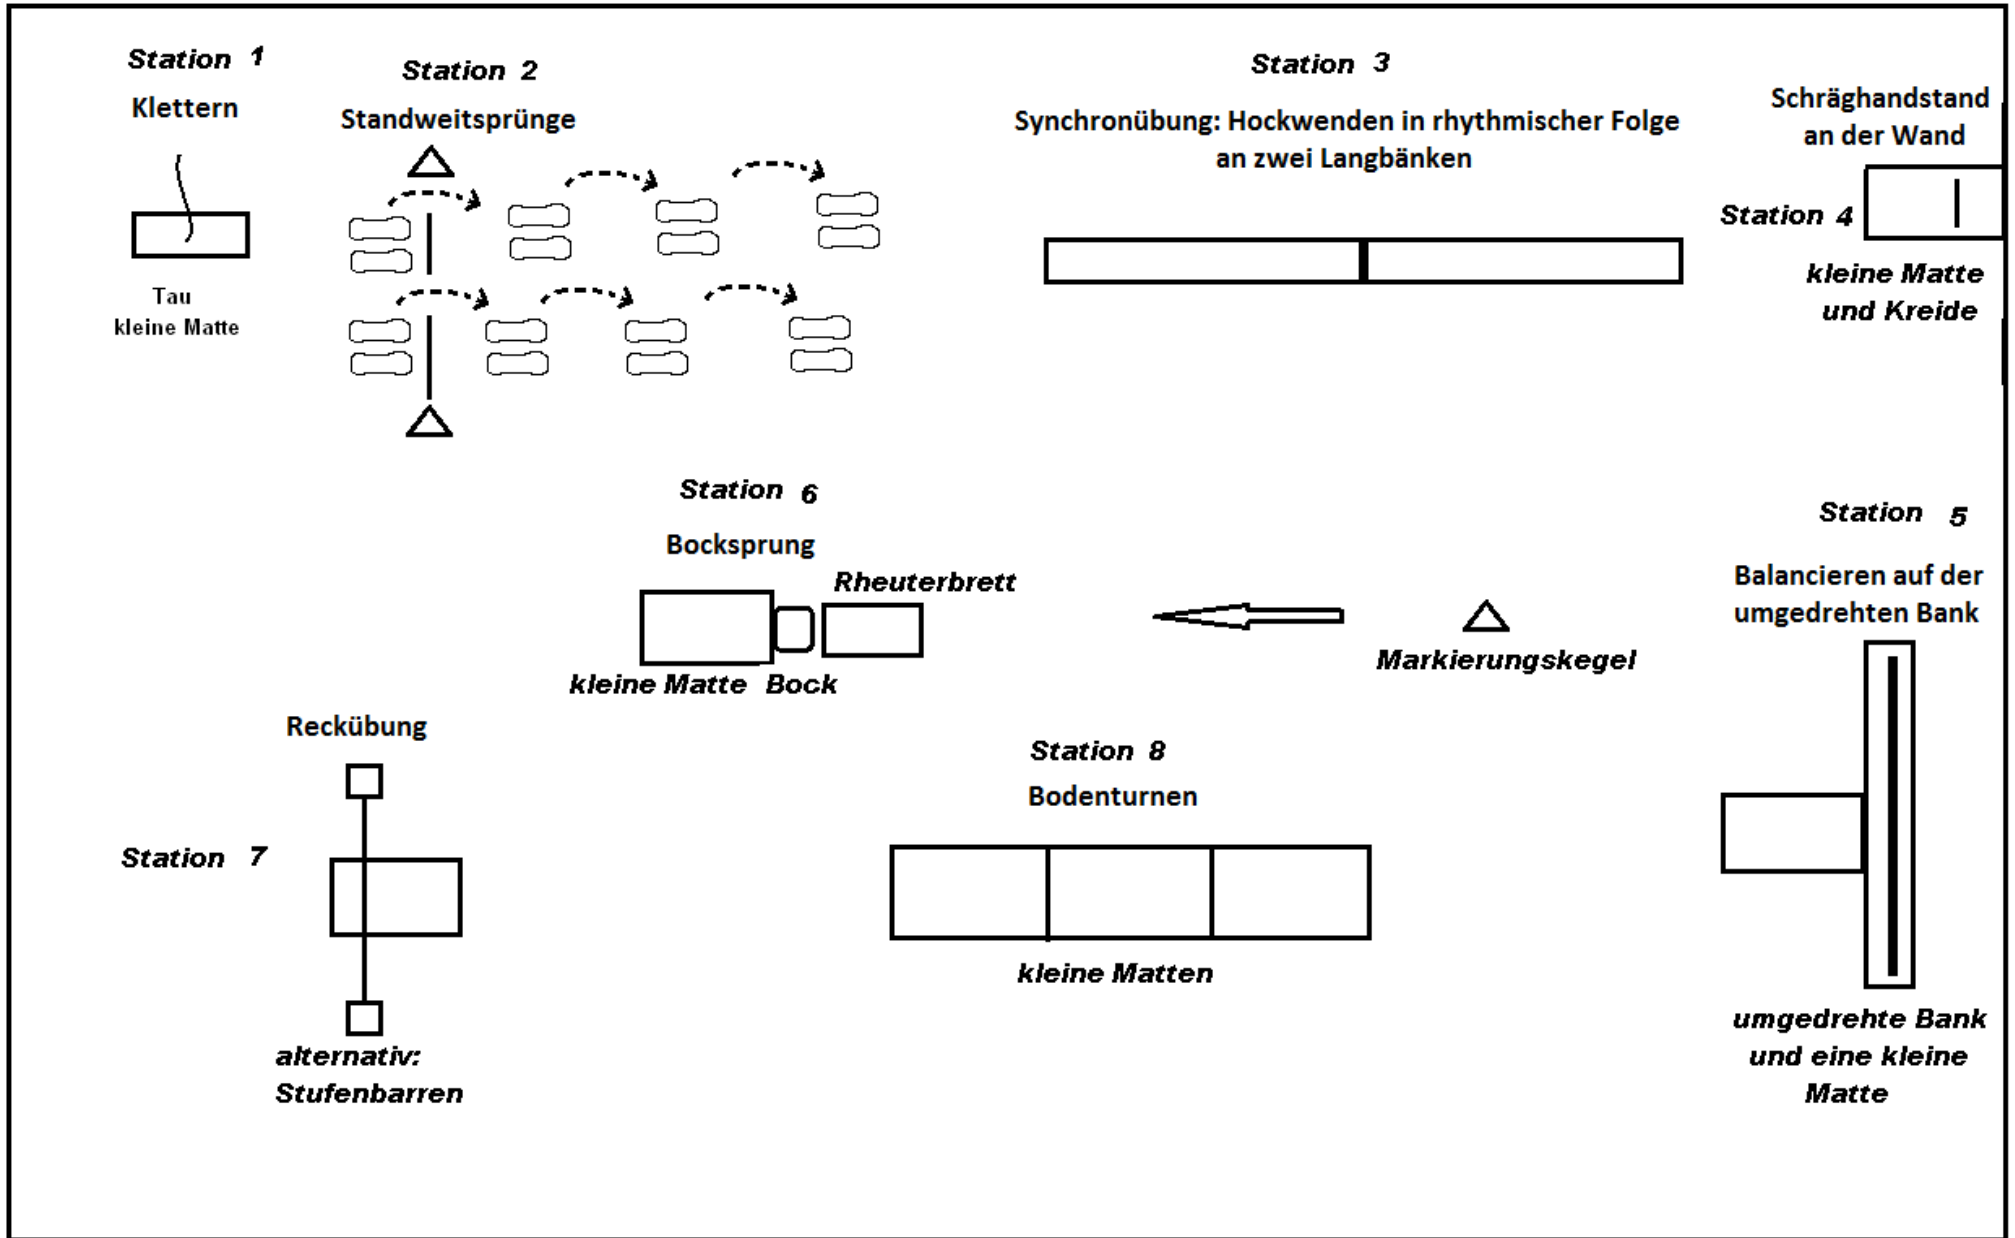 Station 1
Klettern
Tau
kleine Matte
Station 2
Standweitsprünge
Station 3
Synchronübung: Hockwenden in rhythmischer Folge
an zwei Langbänken
Schräghandstand
an der Wand
Station 4
kleine Matte
und Kreide
Station 5
Balancieren auf der
umgedrehten Bank
umgedrehte Bank
und eine kleine
Matte
Station 6
Bocksprung
Rheuterbrett
kleine Matte Bock
Markierungskegel
Reckübung
Station 7
alternativ:
Stufenbarren
Station 8
Bodenturnen
kleine Matten